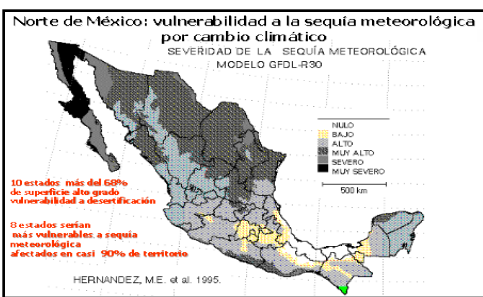 Norte de México: vulnerabilidad a la sequía meteorológica
por cambio climático
SEVERIDAD DE LA SEQUÍA METEOROLÓGICA
MODELO GFDL-R30
NULO
BAJO
ALTO
MUY ALTO
SEVERO
MUY SEVERO
500 km
10 estados más del 68%
de superficie alto grado
vulnerabilidad a desertificación
8 estados serían
más vulnerables a sequía
meteorológica
afectados en casi 90% de territorio
HERNANDEZ, M.E. et al. 1995.